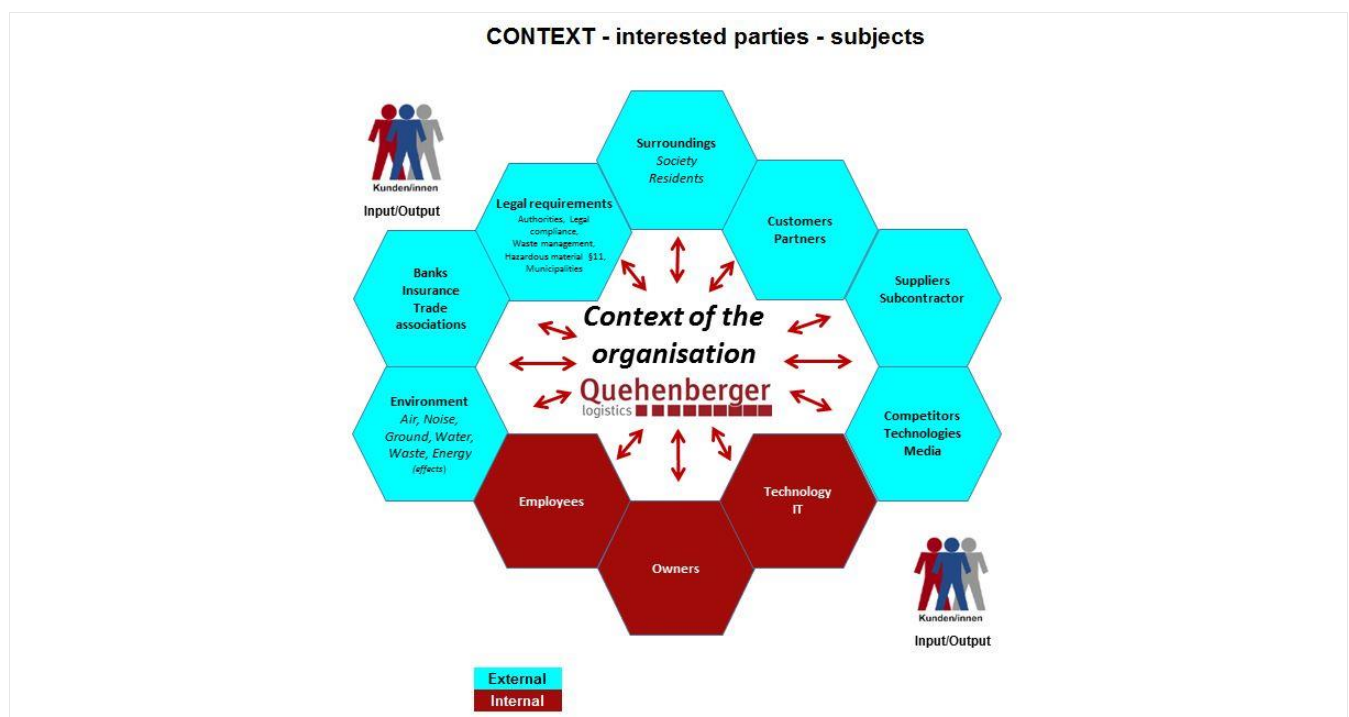 CONTEXT - interested parties - subjects
Kunden/innen
Input/Output
Surroundings
Society
Residents
Legal requirements
Authorities, Legal
compliance,
Waste management,
Hazardous material §11,
Municipalities
Customers
Partners
Banks
Insurance
Trade
associations
Suppliers
Subcontractor
Context of the
organisation
Quehenberger
logistics
Environment
Air, Noise,
Ground, Water,
Waste, Energy
(effects)
Competitors
Technologies
Media
Employees
Technology
IT
Owners
Kunden/innen
Input/Output
External
Internal